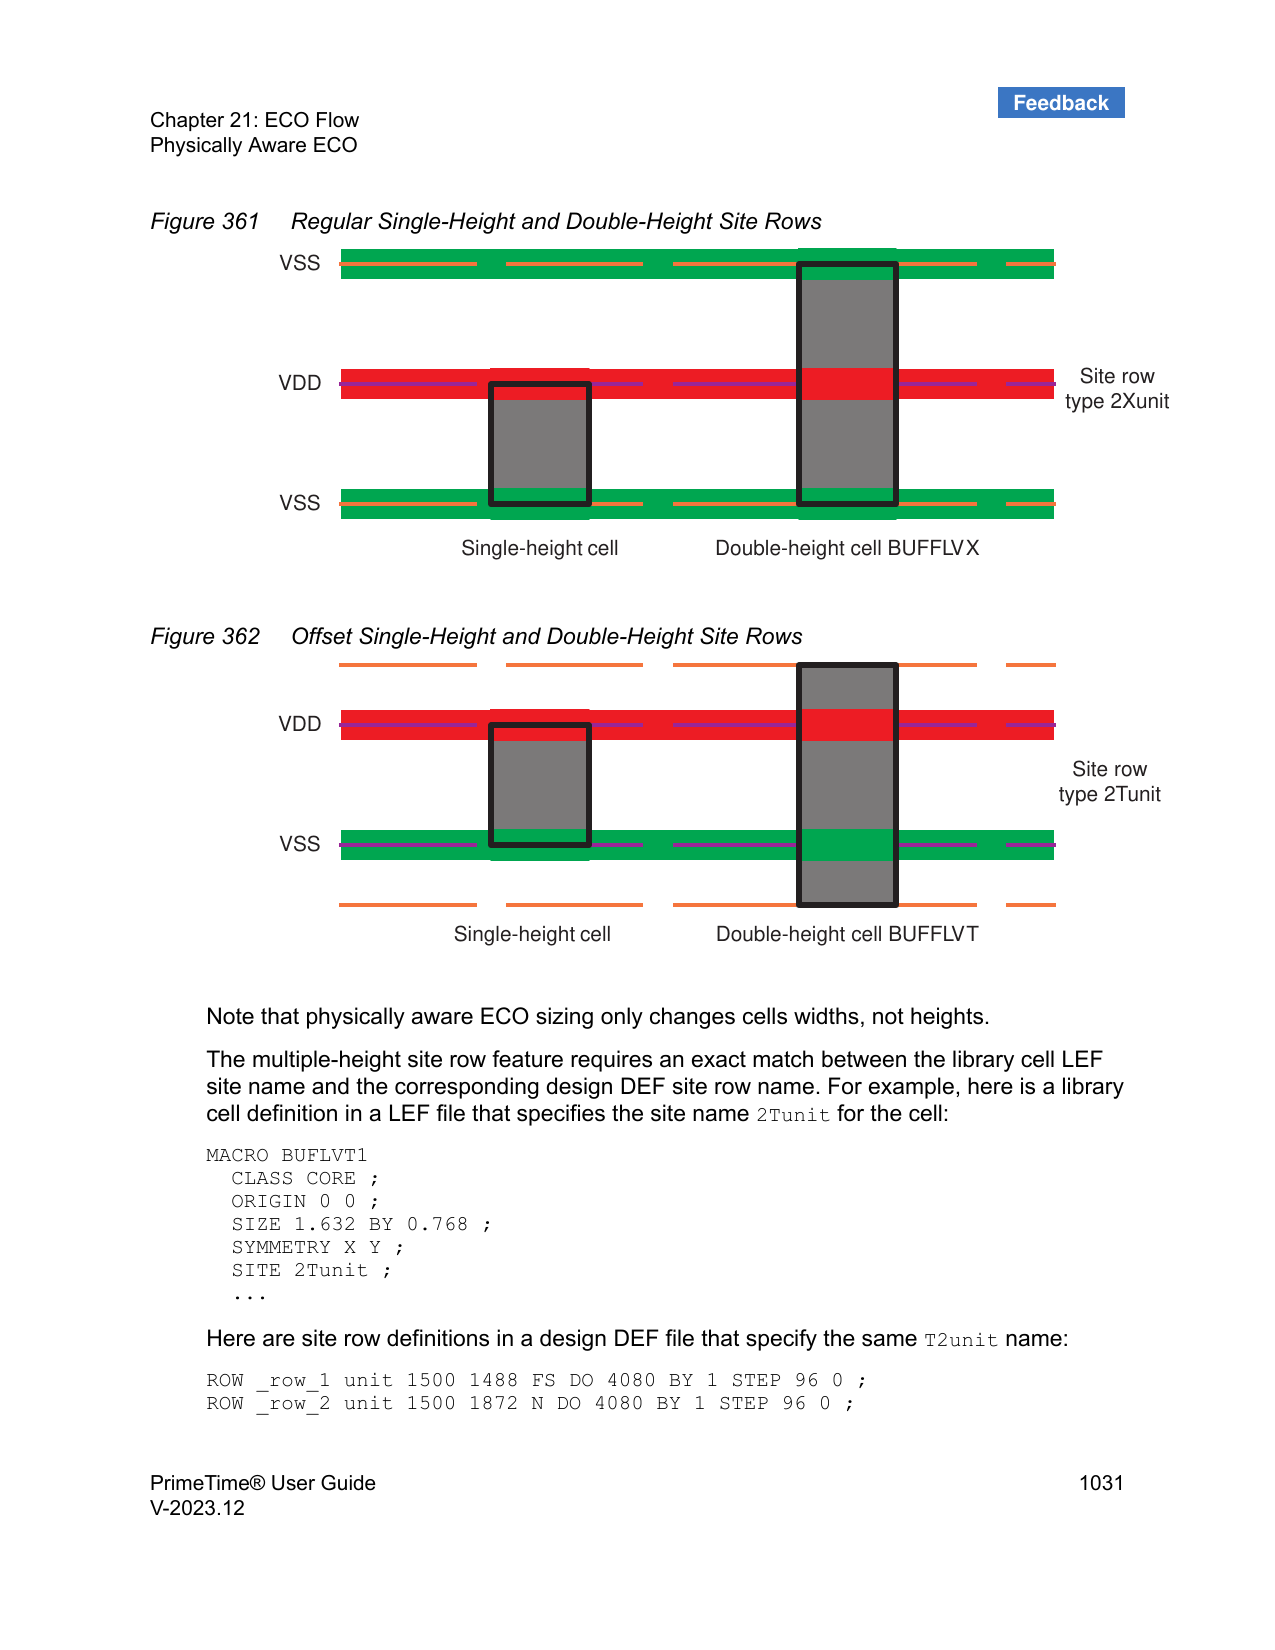 Feedback
Chapter 21: ECO Flow
Physically Aware ECO
Figure 361 Regular Single-Height and Double-Height Site Rows
VSS
VDD
Site row
type 2Xunit
VSS
Single-height cell
Double-height cell BUFFLVX
Figure 362 Offset Single-Height and Double-Height Site Rows
VDD
Site row
type 2Tunit
VSS
Single-height cell
Double-height cell BUFFLVT
Note that physically aware ECO sizing only changes cells widths, not heights.
The multiple-height site row feature requires an exact match between the library cell LEF
site name and the corresponding design DEF site row name. For example, here is a library
cell definition in a LEF file that specifies the site name 2Tunit for the cell:
MACRO BUFLVT1
CLASS CORE ;
ORIGIN 0 0 ;
SIZE 1.632 BY 0.768 ;
SYMMETRY X Y ;
SITE 2Tunit ;
...
Here are site row definitions in a design DEF file that specify the same T2unit name:
ROW _row_1 unit 1500 1488 FS DO 4080 BY 1 STEP 96 0 ;
ROW _row_2 unit 1500 1872 N DO 4080 BY 1 STEP 96 0 ;
PrimeTime® User Guide
1031
V-2023.12